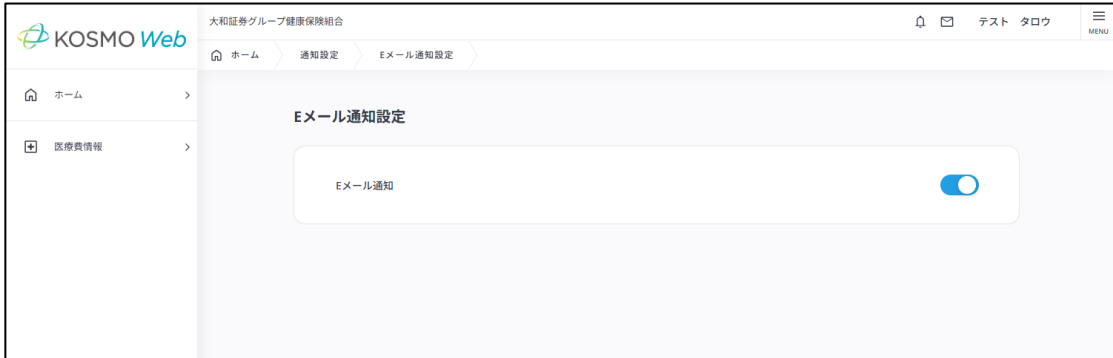 KOSMO Web
大和証券グループ健康保険組合
テスト タロウ
MENU
ホーム
通知設定
Eメール通知設定
ホーム
医療費情報
Eメール通知設定
Eメール通知